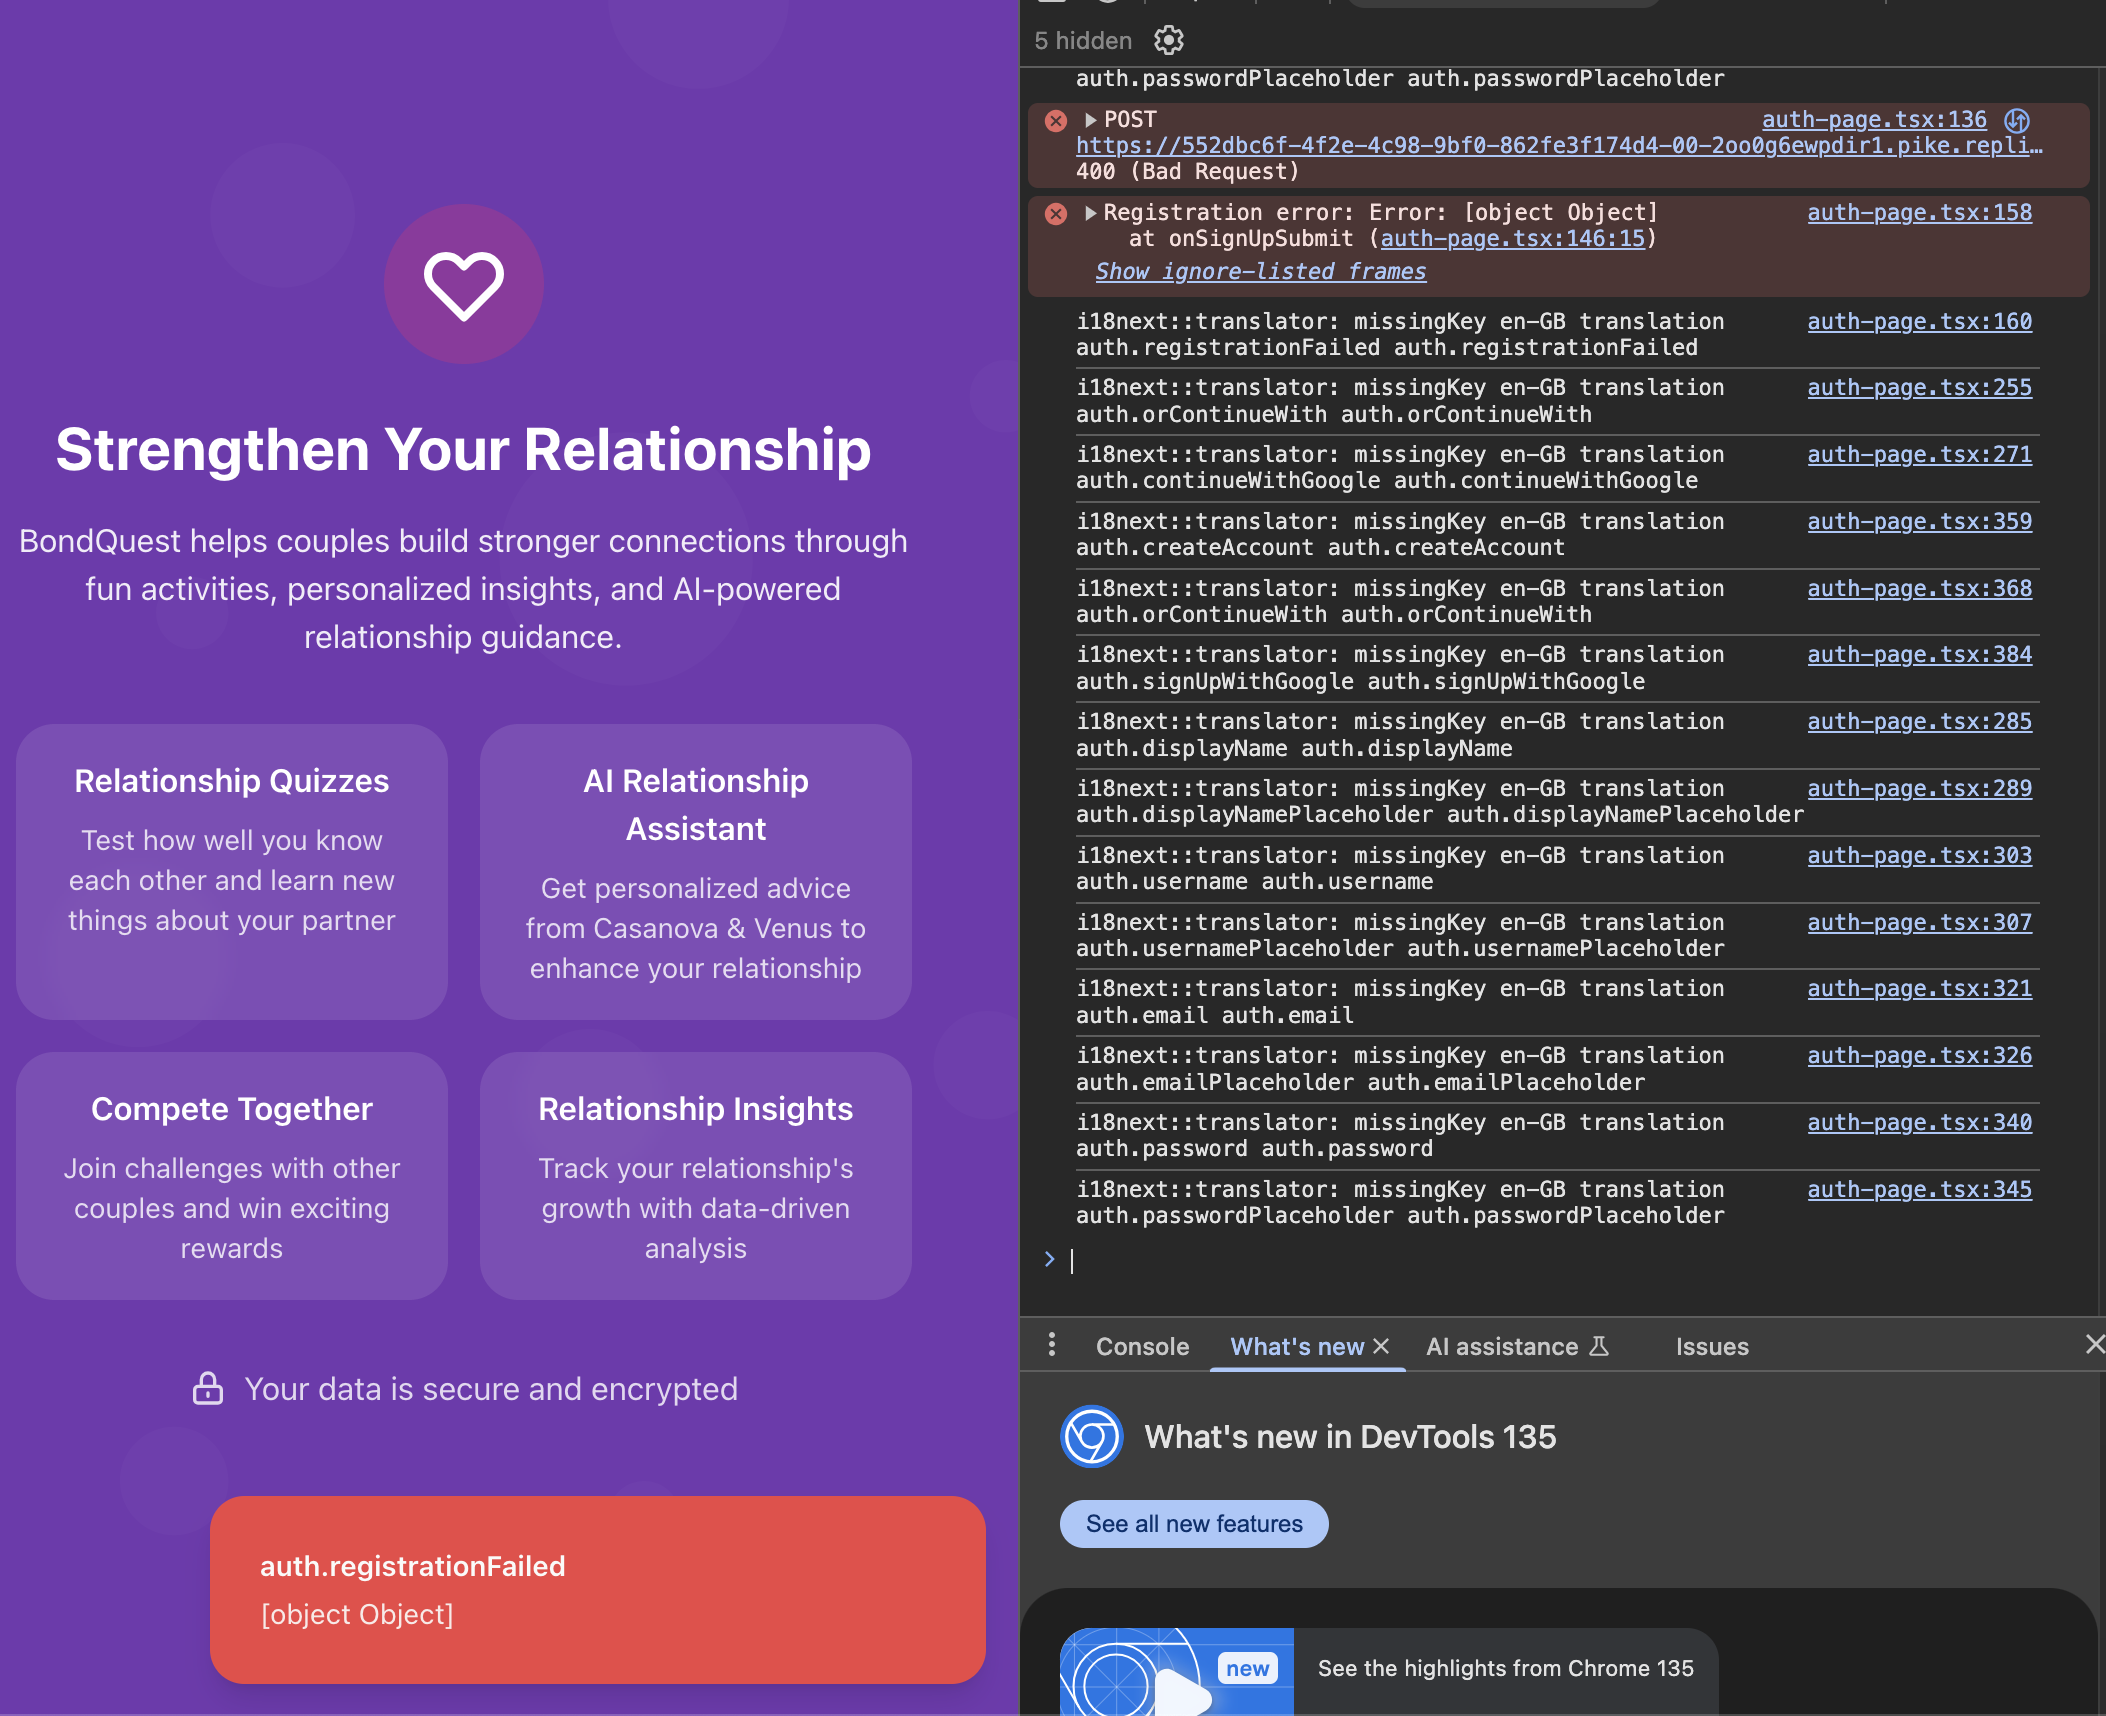 Strengthen Your Relationship
BondQuest helps couples build stronger connections through
fun activities, personalized insights, and AI-powered
relationship guidance.
Relationship Quizzes
Test how well you know
each other and learn new
things about your partner
AI Relationship
Assistant
Get personalized advice
from Casanova & Venus to
enhance your relationship
Compete Together
Join challenges with other
couples and win exciting
rewards
Relationship Insights
Track your relationship's
growth with data-driven
analysis
Your data is secure and encrypted
auth.registrationFailed
[object Object]
5 hidden
auth.passwordPlaceholder auth.passwordPlaceholder
POST auth-page.tsx:136
https://552dbc6f-4f2e-4c98-9bf0-862fe3f174d4-00-2oo0g6ewpdir1.pike.repli…
400 (Bad Request)
Registration error: Error: [object Object] auth-page.tsx:158
at onSignUpSubmit (auth-page.tsx:146:15)
Show ignore-listed frames
i18next::translator: missingKey en-GB translation auth-page.tsx:160
auth.registrationFailed auth.registrationFailed
i18next::translator: missingKey en-GB translation auth-page.tsx:255
auth.orContinueWith auth.orContinueWith
i18next::translator: missingKey en-GB translation auth-page.tsx:271
auth.continueWithGoogle auth.continueWithGoogle
i18next::translator: missingKey en-GB translation auth-page.tsx:359
auth.createAccount auth.createAccount
i18next::translator: missingKey en-GB translation auth-page.tsx:368
auth.orContinueWith auth.orContinueWith
i18next::translator: missingKey en-GB translation auth-page.tsx:384
auth.signUpWithGoogle auth.signUpWithGoogle
i18next::translator: missingKey en-GB translation auth-page.tsx:285
auth.displayName auth.displayName
i18next::translator: missingKey en-GB translation auth-page.tsx:289
auth.displayNamePlaceholder auth.displayNamePlaceholder
i18next::translator: missingKey en-GB translation auth-page.tsx:303
auth.username auth.username
i18next::translator: missingKey en-GB translation auth-page.tsx:307
auth.usernamePlaceholder auth.usernamePlaceholder
i18next::translator: missingKey en-GB translation auth-page.tsx:321
auth.email auth.email
i18next::translator: missingKey en-GB translation auth-page.tsx:326
auth.emailPlaceholder auth.emailPlaceholder
i18next::translator: missingKey en-GB translation auth-page.tsx:340
auth.password auth.password
i18next::translator: missingKey en-GB translation auth-page.tsx:345
auth.passwordPlaceholder auth.passwordPlaceholder
Console What's new AI assistance Issues
What's new in DevTools 135
See all new features
new
See the highlights from Chrome 135